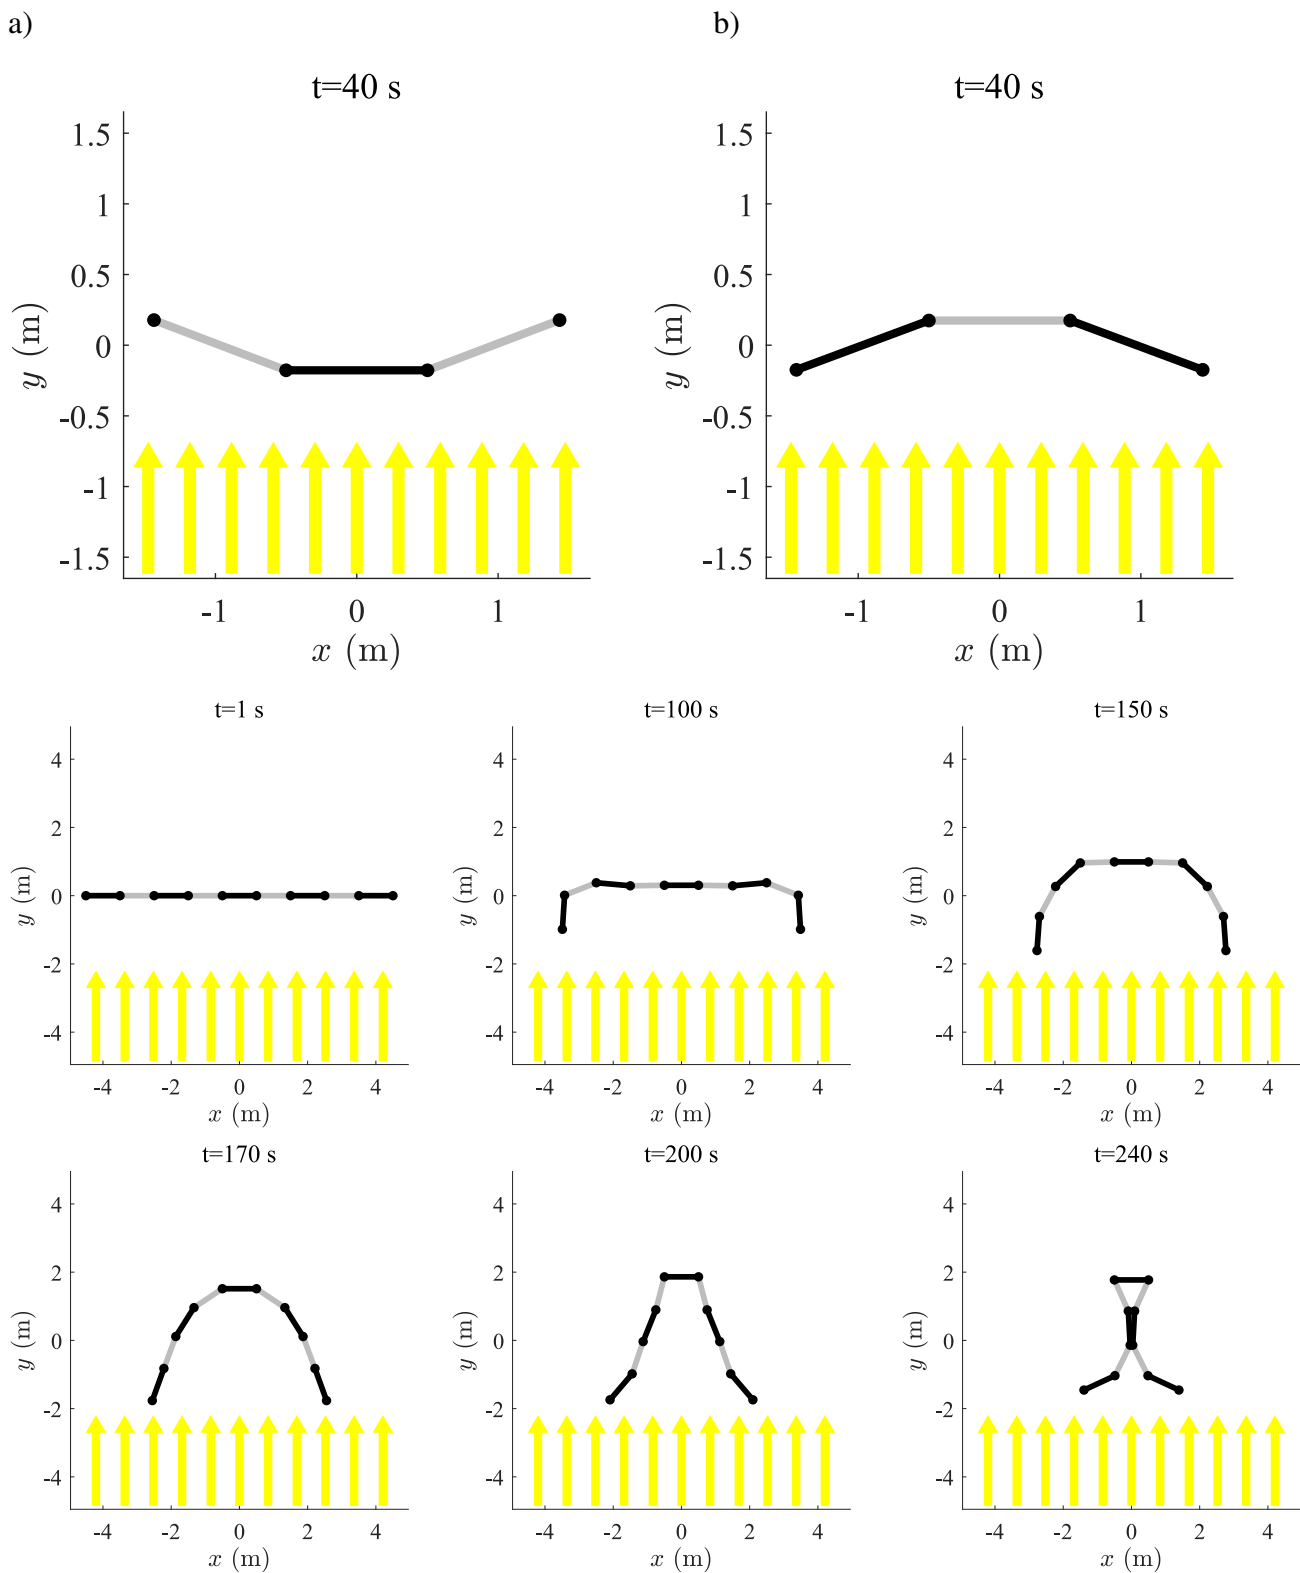 a) b)
t=40 s t=40 s
1.5 1.5
1 1
0.5 0.5
0 0
-0.5 -0.5
-1 -1
-1.5 -1.5
y (m) y (m)
-1 0 1 -1 0 1
x (m) x (m)
t=1 s t=100 s t=150 s
4 4 4
2 2 2
0 0 0
-2 -2 -2
-4 -4 -4
y (m) y (m) y (m)
-4 -2 0 2 4 -4 -2 0 2 4 -4 -2 0 2 4
x (m) x (m) x (m)
t=170 s t=200 s t=240 s
4 4 4
2 2 2
0 0 0
-2 -2 -2
-4 -4 -4
y (m) y (m) y (m)
-4 -2 0 2 4 -4 -2 0 2 4 -4 -2 0 2 4
x (m) x (m) x (m)